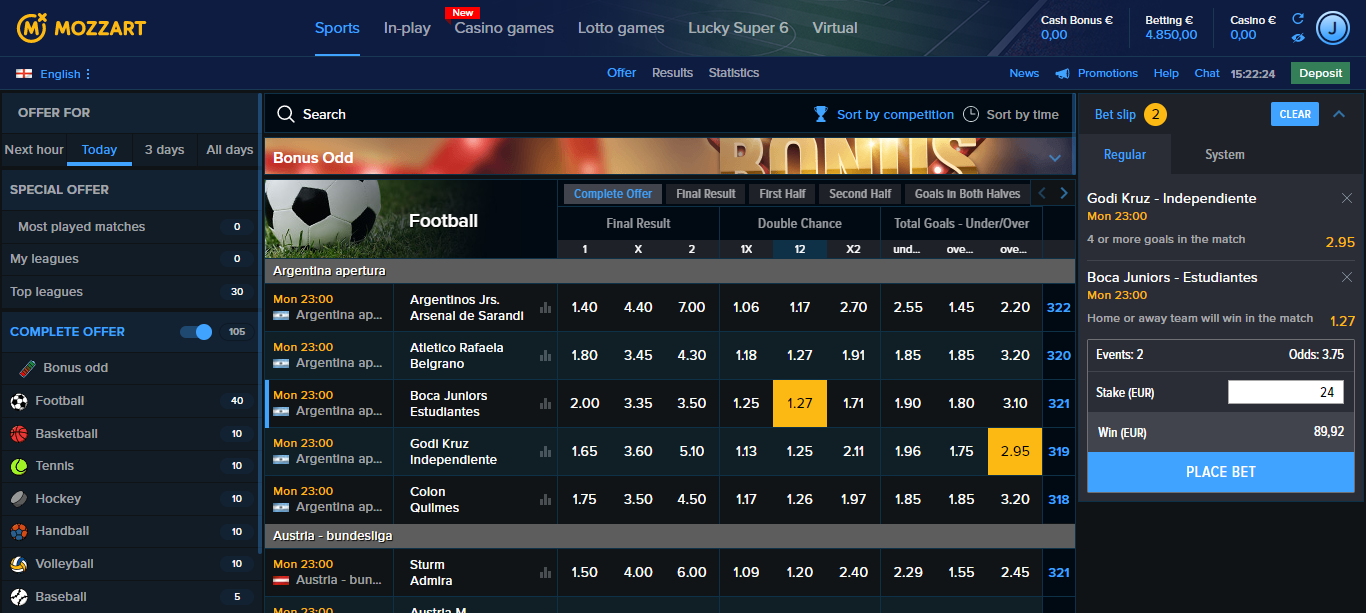 MOZZART
Sports
In-play
New
Casino games
Lotto games
Lucky Super 6
Virtual
Cash Bonus €
0,00
Betting €
4.850,00
Casino €
0,00
J
English
Offer
Results
Statistics
News
Promotions
Help
Chat
15:22:24
Deposit
OFFER FOR
Next hour
Today
3 days
All days
SPECIAL OFFER
Most played matches 0
My leagues 0
Top leagues 30
COMPLETE OFFER 105
Bonus odd
Football 40
Basketball 10
Tennis 10
Hockey 10
Handball 10
Volleyball 10
Baseball 5
Search
Sort by competition
Sort by time
Bonus Odd
BONUS
Football
Complete Offer
Final Result
First Half
Second Half
Goals in Both Halves
Final Result
Double Chance
Total Goals - Under/Over
1 X 2 1X 12 X2 und... ove... ove...
Argentina apertura
Mon 23:00
Argentina ap...
Argentinos Jrs.
Arsenal de Sarandi
1.40 4.40 7.00 1.06 1.17 2.70 2.55 1.45 2.20 322
Mon 23:00
Argentina ap...
Atletico Rafaela
Belgrano
1.80 3.45 4.30 1.18 1.27 1.91 1.85 1.85 3.20 320
Mon 23:00
Argentina ap...
Boca Juniors
Estudiantes
2.00 3.35 3.50 1.25 1.27 1.71 1.90 1.80 3.10 321
Mon 23:00
Argentina ap...
Godi Kruz
Independiente
1.65 3.60 5.10 1.13 1.25 2.11 1.96 1.75 2.95 319
Mon 23:00
Argentina ap...
Colon
Quilmes
1.75 3.50 4.50 1.17 1.26 1.97 1.85 1.85 3.20 318
Austria - bundesliga
Mon 23:00
Austria - bun...
Sturm
Admira
1.50 4.00 6.00 1.09 1.20 2.40 2.29 1.55 2.45 321
Mon 23:00
Austria M
Bet slip 2
CLEAR
Regular
System
Godi Kruz - Independiente
Mon 23:00
4 or more goals in the match 2.95
Boca Juniors - Estudiantes
Mon 23:00
Home or away team will win in the match 1.27
Events: 2 Odds: 3.75
Stake (EUR) 24
Win (EUR) 89,92
PLACE BET